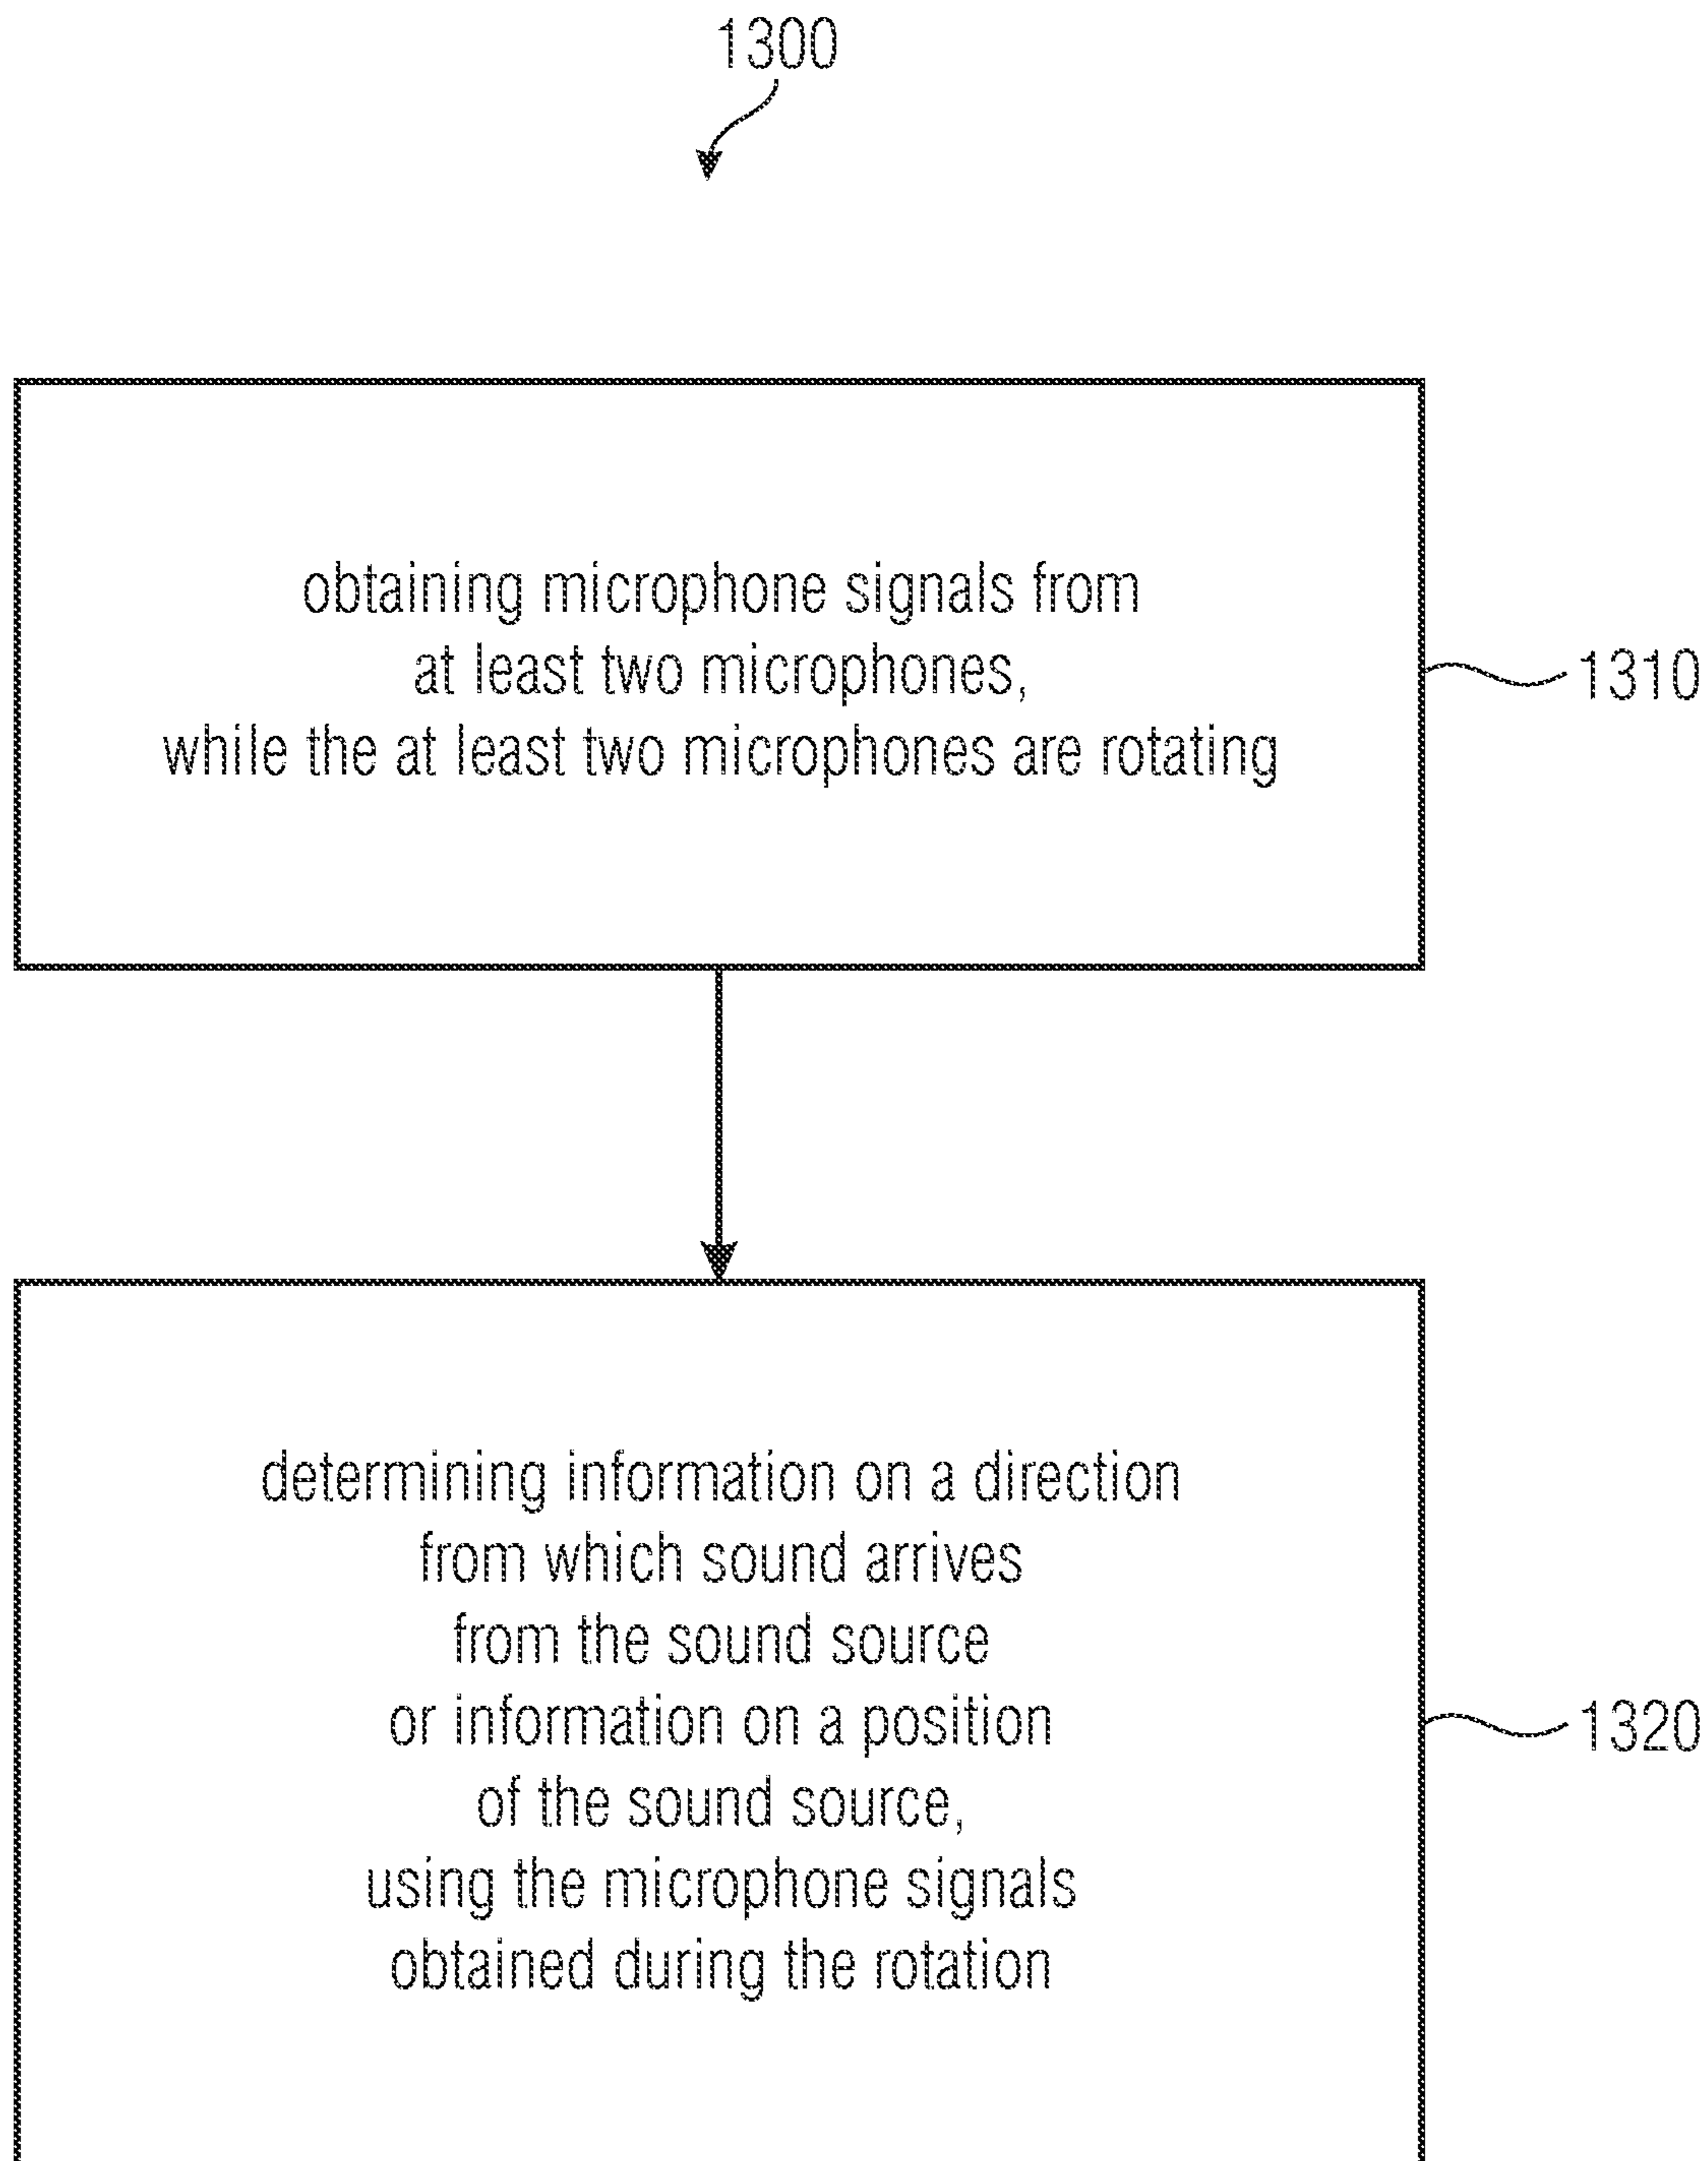 1300
obtaining microphone signals from
at least two microphones,
while the at least two microphones are rotating
1310
determining information on a direction
from which sound arrives
from the sound source
or information on a position
of the sound source,
using the microphone signals
obtained during the rotation
1320